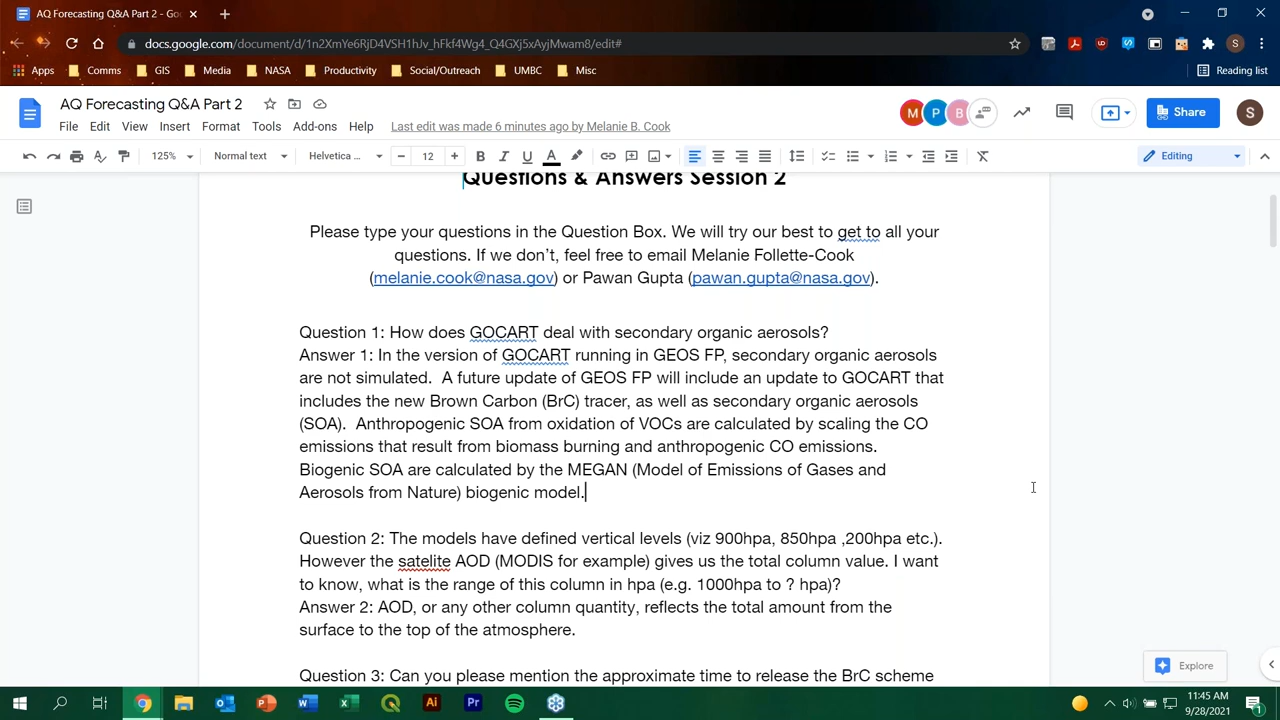 AQ Forecasting Q&A Part 2 - Goo
docs.google.com/document/d/1n2XmYe6RjD4VSH1hJv_hFkf4Wg4_Q4GXj5xAyjMwam8/edit#
S
Apps Comms GIS Media NASA Productivity Social/Outreach UMBC Misc Reading list
AQ Forecasting Q&A Part 2
M P B Share S
File Edit View Insert Format Tools Add-ons Help Last edit was made 6 minutes ago by Melanie B. Cook
125% Normal text Helvetica ... 12 B I U A Editing
Questions & Answers Session 2
Please type your questions in the Question Box. We will try our best to get to all your
questions. If we don't, feel free to email Melanie Follette-Cook
(melanie.cook@nasa.gov) or Pawan Gupta (pawan.gupta@nasa.gov).
Question 1: How does GOCART deal with secondary organic aerosols?
Answer 1: In the version of GOCART running in GEOS FP, secondary organic aerosols
are not simulated. A future update of GEOS FP will include an update to GOCART that
includes the new Brown Carbon (BrC) tracer, as well as secondary organic aerosols
(SOA). Anthropogenic SOA from oxidation of VOCs are calculated by scaling the CO
emissions that result from biomass burning and anthropogenic CO emissions.
Biogenic SOA are calculated by the MEGAN (Model of Emissions of Gases and
Aerosols from Nature) biogenic model.
Question 2: The models have defined vertical levels (viz 900hpa, 850hpa ,200hpa etc.).
However the satelite AOD (MODIS for example) gives us the total column value. I want
to know, what is the range of this column in hpa (e.g. 1000hpa to ? hpa)?
Answer 2: AOD, or any other column quantity, reflects the total amount from the
surface to the top of the atmosphere.
Explore
Question 3: Can you please mention the approximate time to release the BrC scheme
11:45 AM
9/28/2021